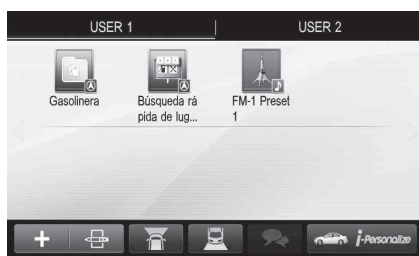 USER 1
USER 2
Gasolinera
Búsqueda rá
pida de lug...
FM-1 Preset
1
i-Personalize